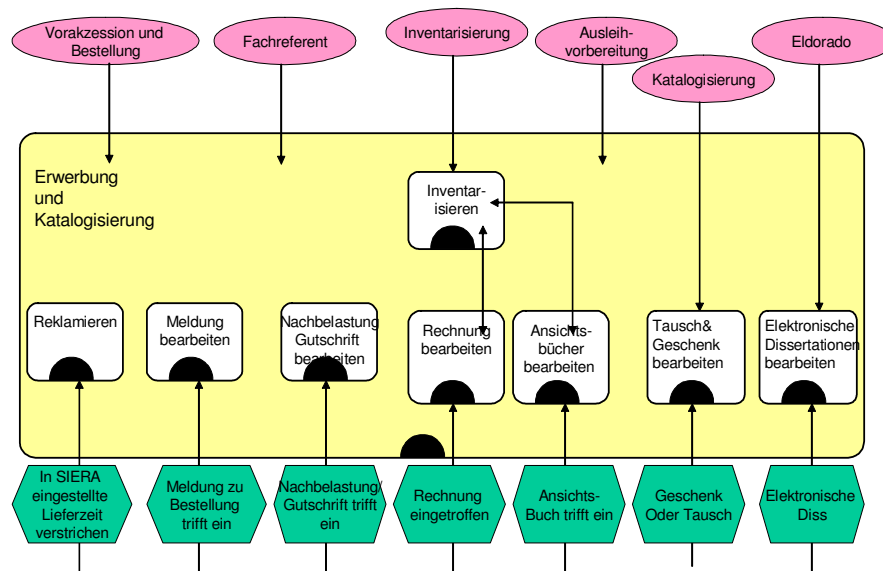 Vorakzession und
Bestellung
Fachreferent
Inventarisierung
Ausleih-
vorbereitung
Katalogisierung
Eldorado
Erwerbung
und
Katalogisierung
Inventar-
isieren
Reklamieren
Meldung
bearbeiten
Nachbelastung
Gutschrift
bearbeiten
Rechnung
bearbeiten
Ansichts-
bücher
bearbeiten
Tausch&
Geschenk
bearbeiten
Elektronische
Dissertationen
bearbeiten
In SIERA
eingestellte
Lieferzeit
verstrichen
Meldung zu
Bestellung
trifft ein
Nachbelastung/
Gutschrift trifft
ein
Rechnung
eingetroffen
Ansichts-
Buch trifft ein
Geschenk
Oder Tausch
Elektronische
Diss